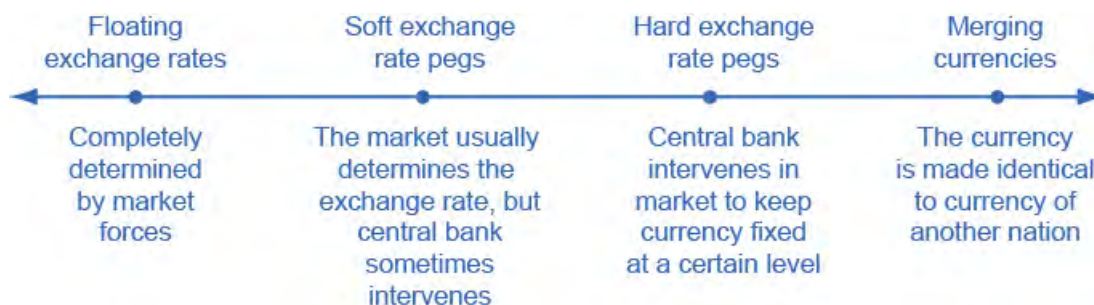 Floating
exchange rates
Soft exchange
rate pegs
Hard exchange
rate pegs
Merging
currencies
Completely
determined
by market
forces
The market usually
determines the
exchange rate, but
central bank
sometimes
intervenes
Central bank
intervenes in
market to keep
currency fixed
at a certain level
The currency
is made identical
to currency of
another nation